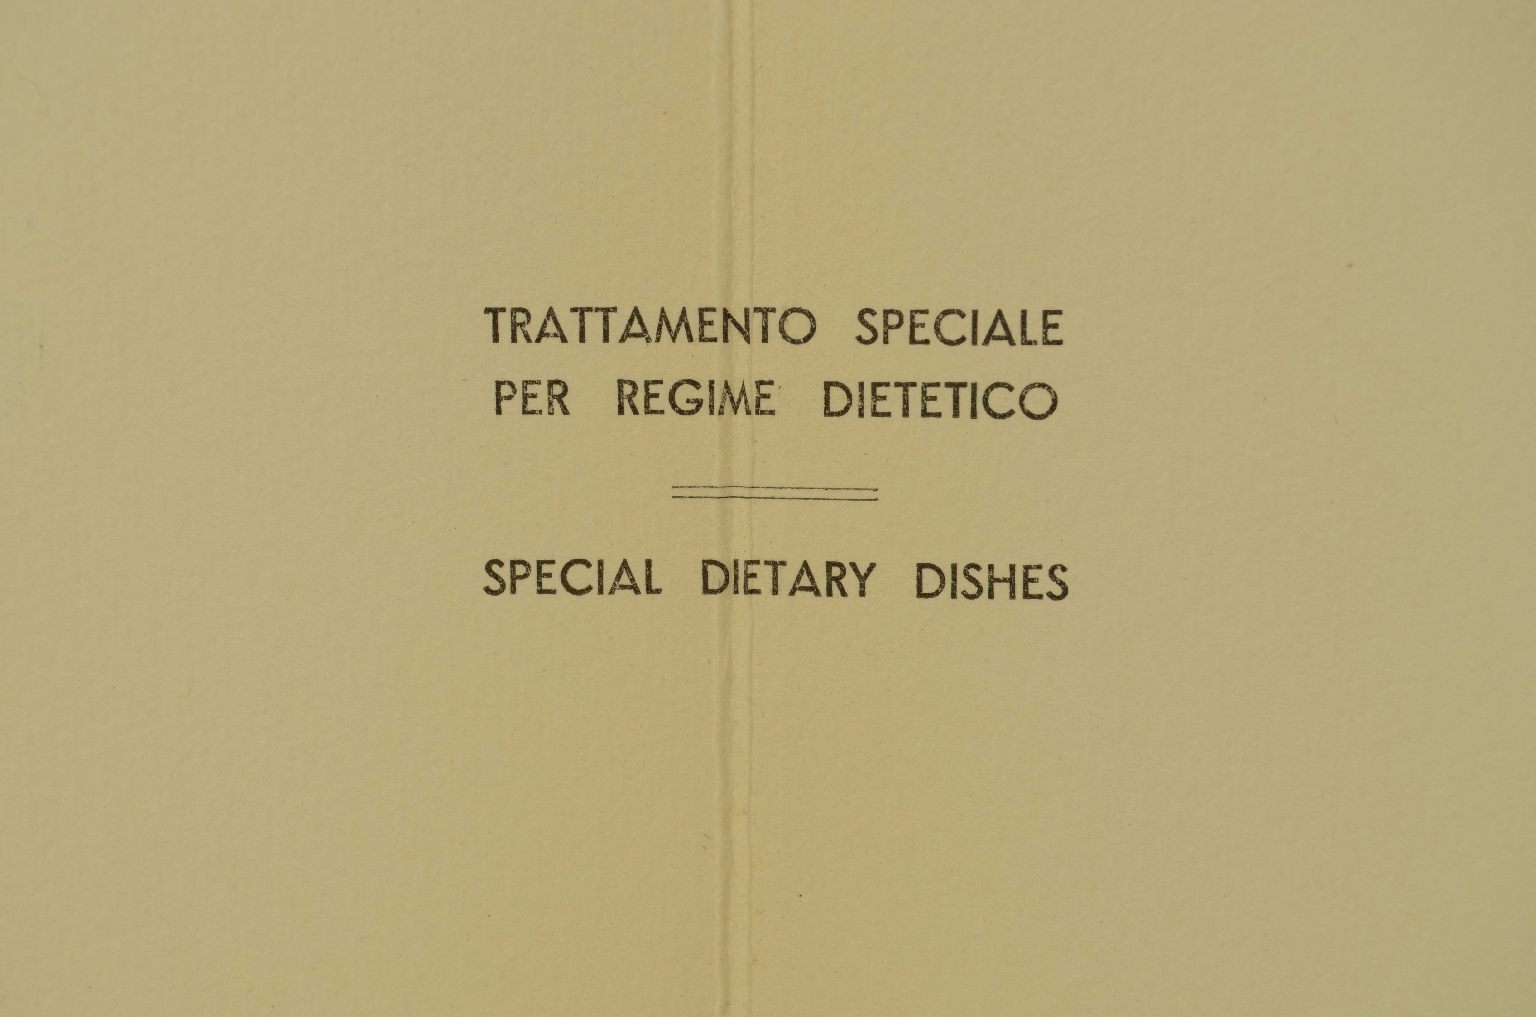 TRATTAMENTO SPECIALE
PER REGIME DIETETICO
SPECIAL DIETARY DISHES